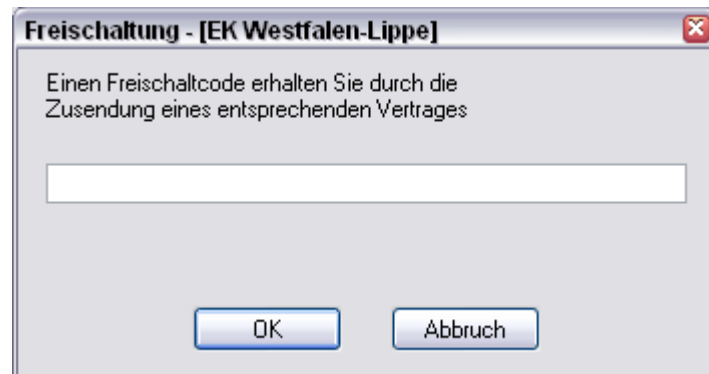 Freischaltung - [EK Westfalen-Lippe]
Einen Freischaltcode erhalten Sie durch die
Zusendung eines entsprechenden Vertrages
OK
Abbruch